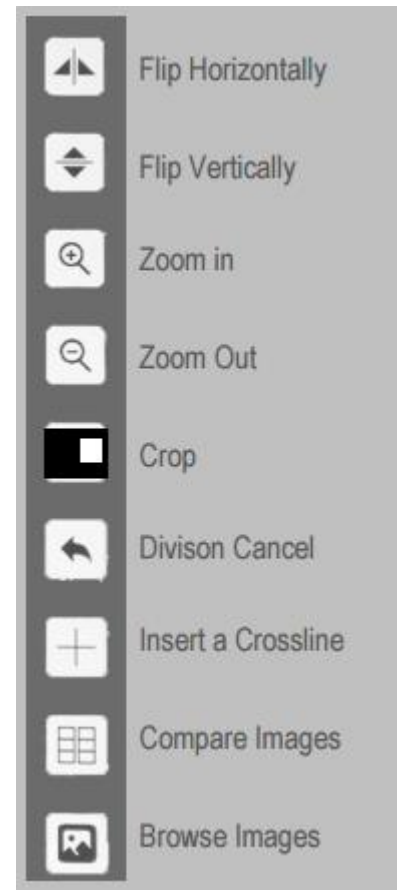 Flip Horizontally
Flip Vertically
Zoom in
Zoom Out
Crop
Divison Cancel
Insert a Crossline
Compare Images
Browse Images